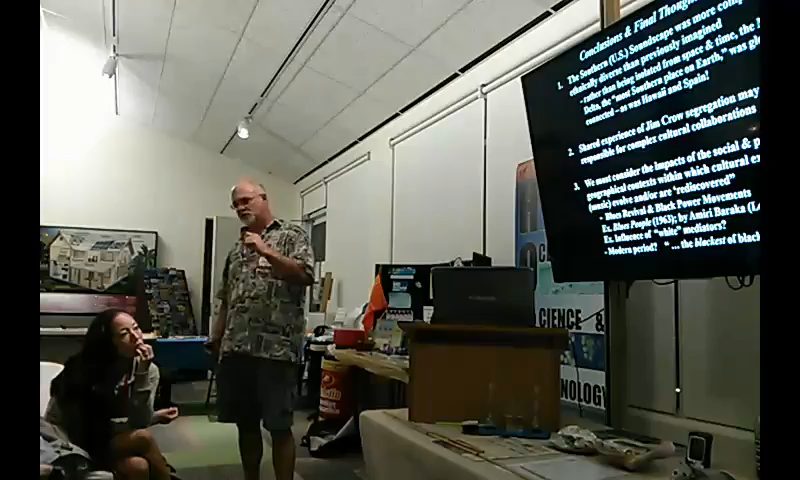 Conclusions & Final Thoughts
1. The Southern (U.S.) Soundscape was more
ethnically diverse than previously imagined
- rather than being isolated from space & time, the
Delta, the "most Southern place on Earth," was
connected – as was Hawaii and Spain!
2. Shared experience of Jim Crow segregation may
responsible for complex cultural collaborations
3. We must consider the impacts of the social &
geographical contexts within which cultural
(music) evolve and/are 'rediscovered"
- Blues Revival & Black Power Movements
Ex. Blues People (1963); by Amiri Baraka
Ex. Influence of "white" mediators?
- Modern period? "... the blackest of black
CIENCE &
NOLOGY